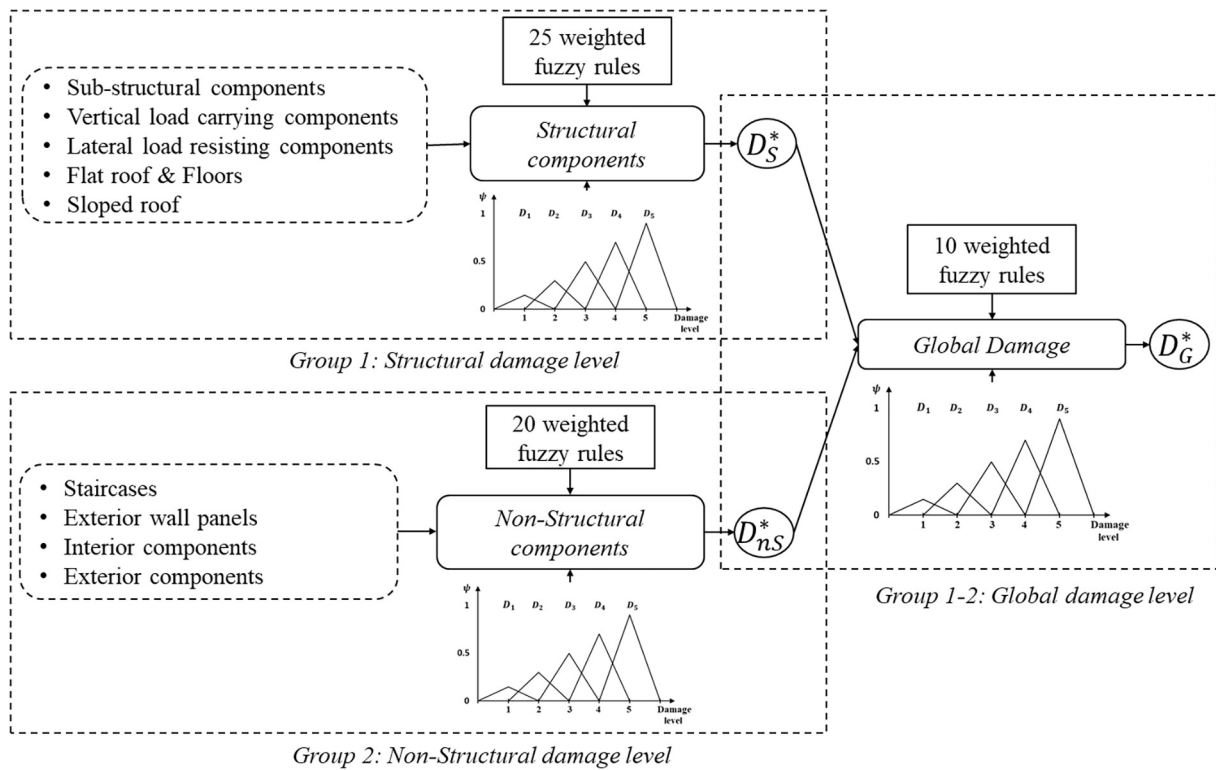 25 weighted
fuzzy rules
• Sub-structural components
• Vertical load carrying components
• Lateral load resisting components
• Flat roof & Floors
• Sloped roof
Structural
components
D*S
ψ
D1 D2 D3 D4 D5
1
0.5
0
1 2 3 4 5 Damage
level
Group 1: Structural damage level
20 weighted
fuzzy rules
• Staircases
• Exterior wall panels
• Interior components
• Exterior components
Non-Structural
components
D*nS
ψ
D1 D2 D3 D4 D5
1
0.5
0
1 2 3 4 5 Damage
level
Group 2: Non-Structural damage level
10 weighted
fuzzy rules
Global Damage
D*G
ψ
D1 D2 D3 D4 D5
1
0.5
0
1 2 3 4 5 Damage
level
Group 1-2: Global damage level